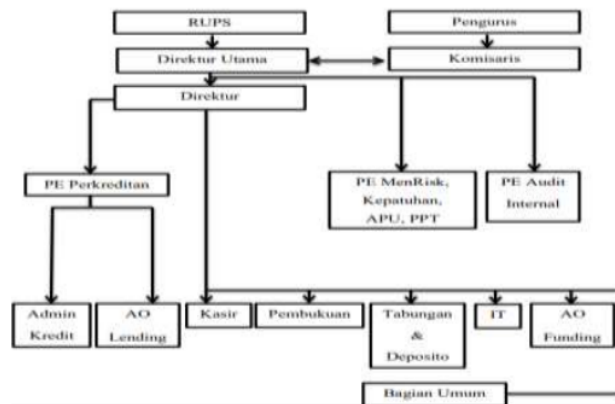 RUPS
Pengurus
Direktur Utama
Komisaris
Direktur
PE Perkreditan
PE MenRisk,
Kepatuhan,
APU, PPT
PE Audit
Internal
Admin
Kredit
AO
Lending
Kasir
Pembukuan
Tabungan
&
Deposito
IT
AO
Funding
Bagian Umum